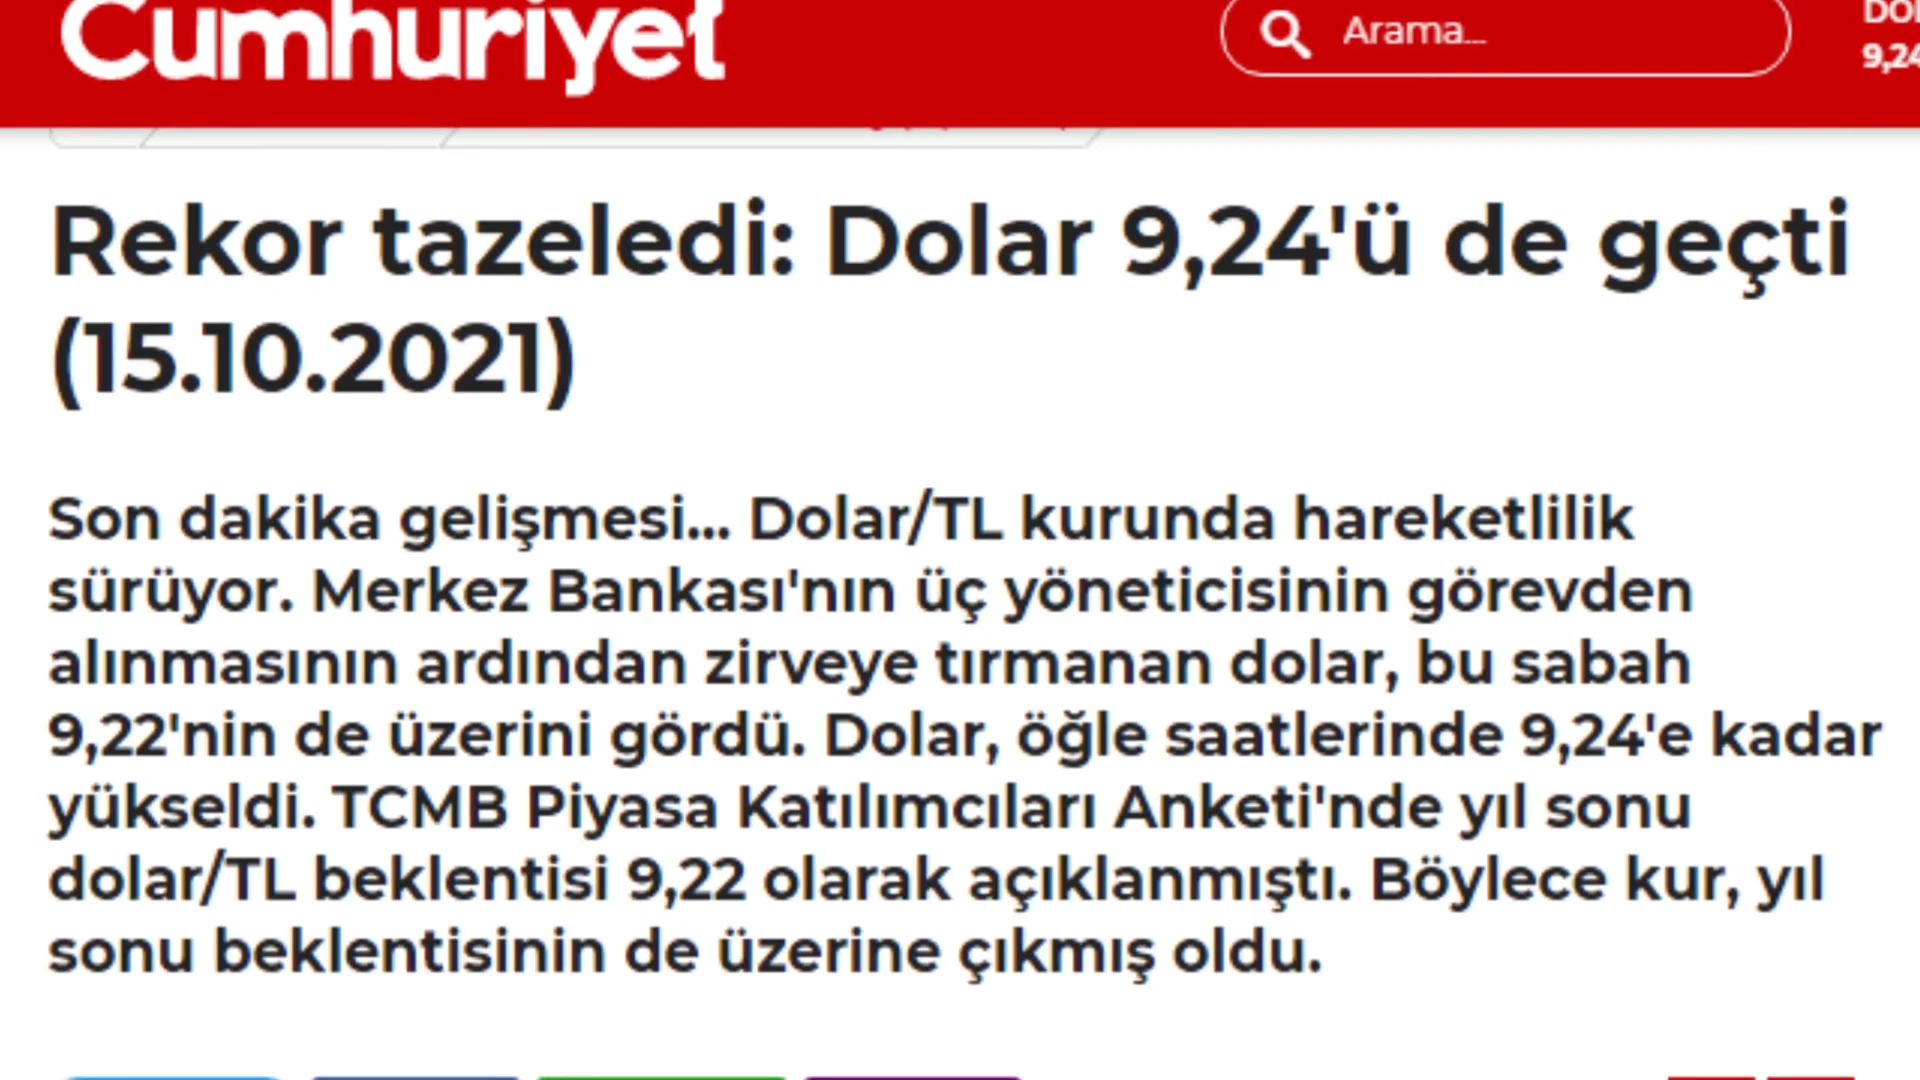 Cumhuriyet
Arama...
9,24
Rekor tazeledi: Dolar 9,24'ü de geçti
(15.10.2021)
Son dakika gelişmesi... Dolar/TL kurunda hareketlilik
sürüyor. Merkez Bankası'nın üç yöneticisinin görevden
alınmasının ardından zirveye tırmanan dolar, bu sabah
9,22'nin de üzerini gördü. Dolar, öğle saatlerinde 9,24'e kadar
yükseldi. TCMB Piyasa Katılımcıları Anketi'nde yıl sonu
dolar/TL beklentisi 9,22 olarak açıklanmıştı. Böylece kur, yıl
sonu beklentisinin de üzerine çıkmış oldu.